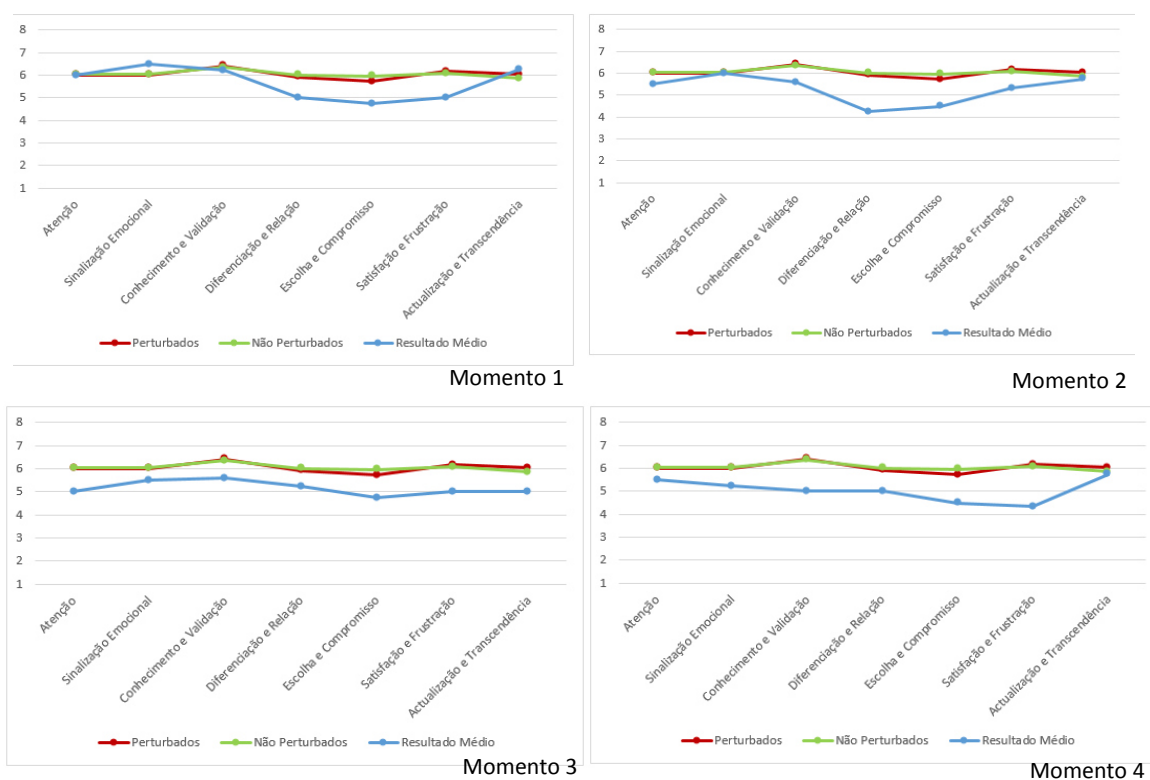 8
7
6
5
4
3
2
1
Atenção
Sinalização Emocional
Conhecimento e Validação
Diferenciação e Relação
Escolha e Compromisso
Satisfação e Frustração
Actualização e Transcendência
Perturbados Não Perturbados Resultado Médio
Momento 1
8
7
6
5
4
3
2
1
Atenção
Sinalização Emocional
Conhecimento e Validação
Diferenciação e Relação
Escolha e Compromisso
Satisfação e Frustração
Actualização e Transcendência
Perturbados Não Perturbados Resultado Médio
Momento 2
8
7
6
5
4
3
2
1
Atenção
Sinalização Emocional
Conhecimento e Validação
Diferenciação e Relação
Escolha e Compromisso
Satisfação e Frustração
Actualização e Transcendência
Perturbados Não Perturbados Resultado Médio
Momento 3
8
7
6
5
4
3
2
1
Atenção
Sinalização Emocional
Conhecimento e Validação
Diferenciação e Relação
Escolha e Compromisso
Satisfação e Frustração
Actualização e Transcendência
Perturbados Não Perturbados Resultado Médio
Momento 4